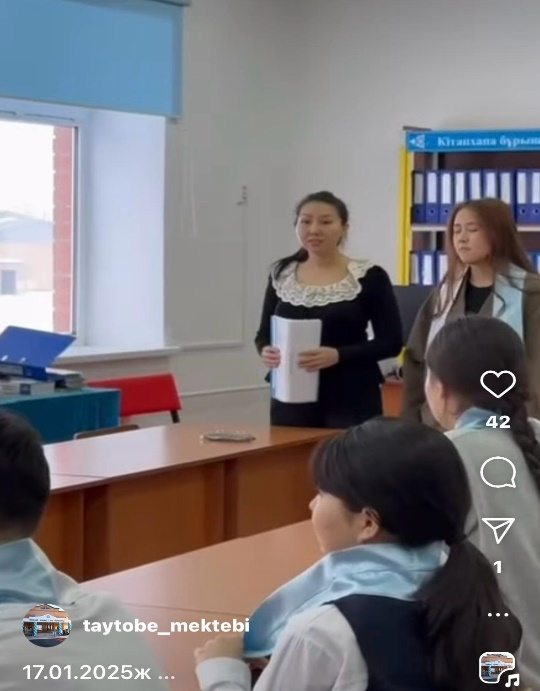 Кітапхана бұрыш
42
1
taytobe_mektebi
17.01.2025ж ...